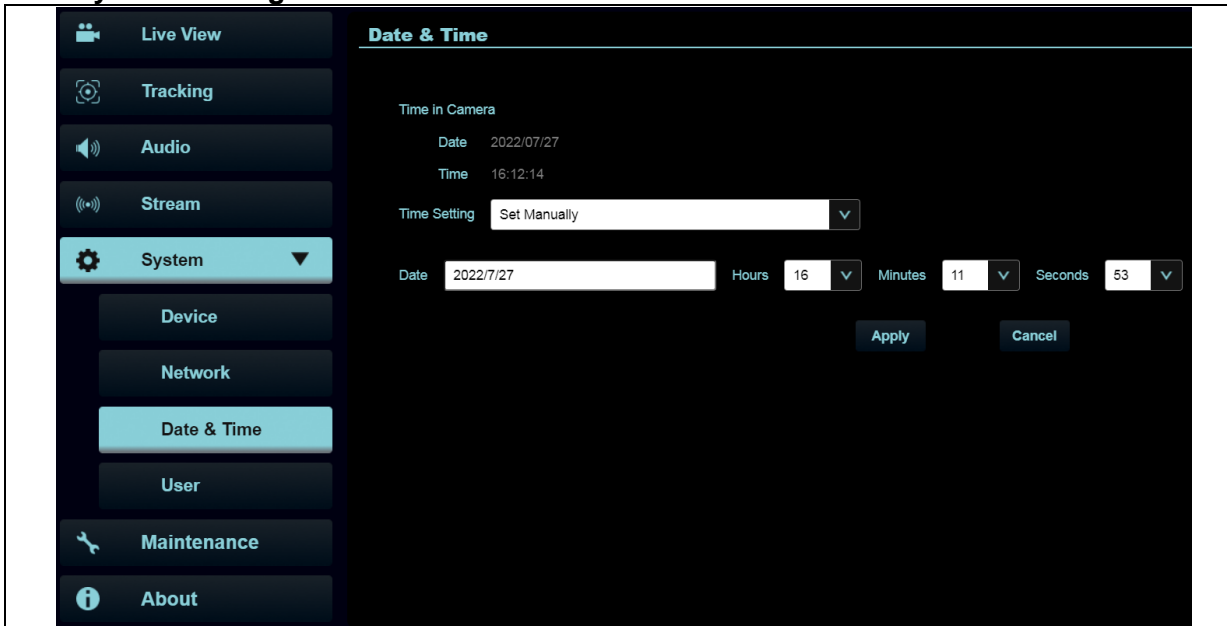 Live View
Tracking
Audio
Stream
System
Device
Network
Date & Time
User
Maintenance
About
Date & Time
Time in Camera
Date 2022/07/27
Time 16:12:14
Time Setting Set Manually
Date 2022/7/27 Hours 16 Minutes 11 Seconds 53
Apply Cancel